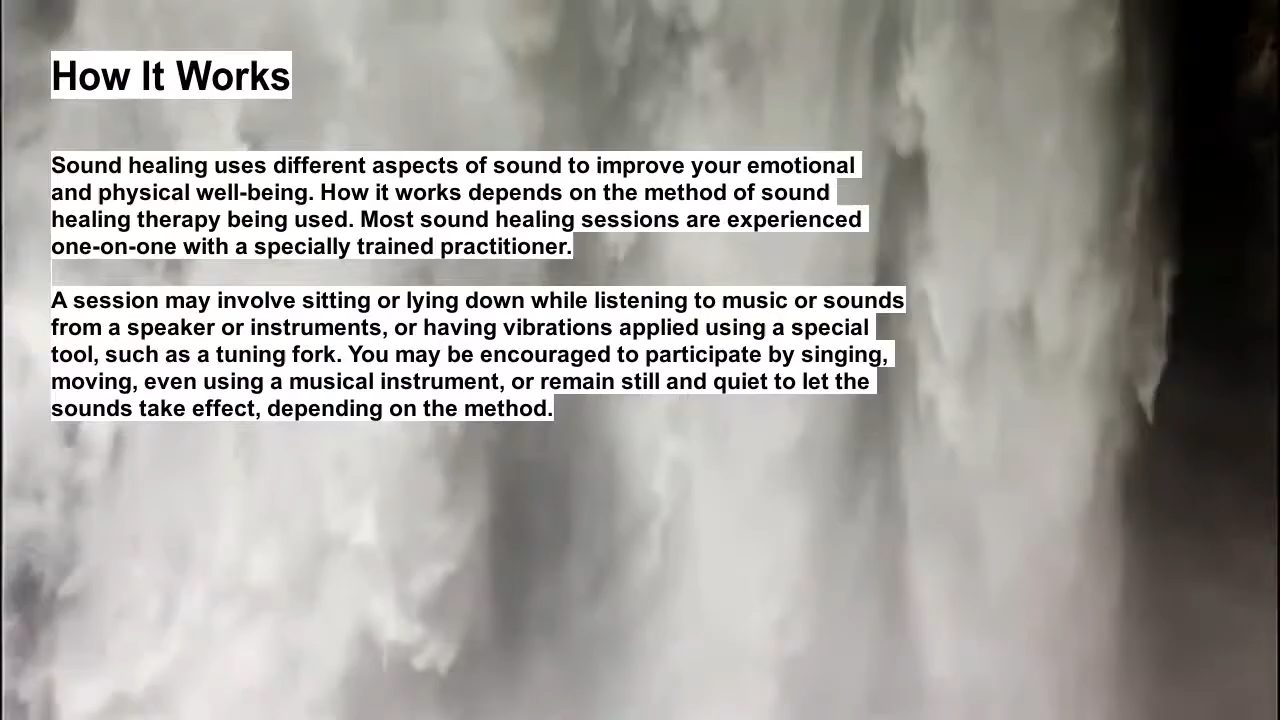 How It Works
Sound healing uses different aspects of sound to improve your emotional
and physical well-being. How it works depends on the method of sound
healing therapy being used. Most sound healing sessions are experienced
one-on-one with a specially trained practitioner.
A session may involve sitting or lying down while listening to music or sounds
from a speaker or instruments, or having vibrations applied using a special
tool, such as a tuning fork. You may be encouraged to participate by singing,
moving, even using a musical instrument, or remain still and quiet to let the
sounds take effect, depending on the method.